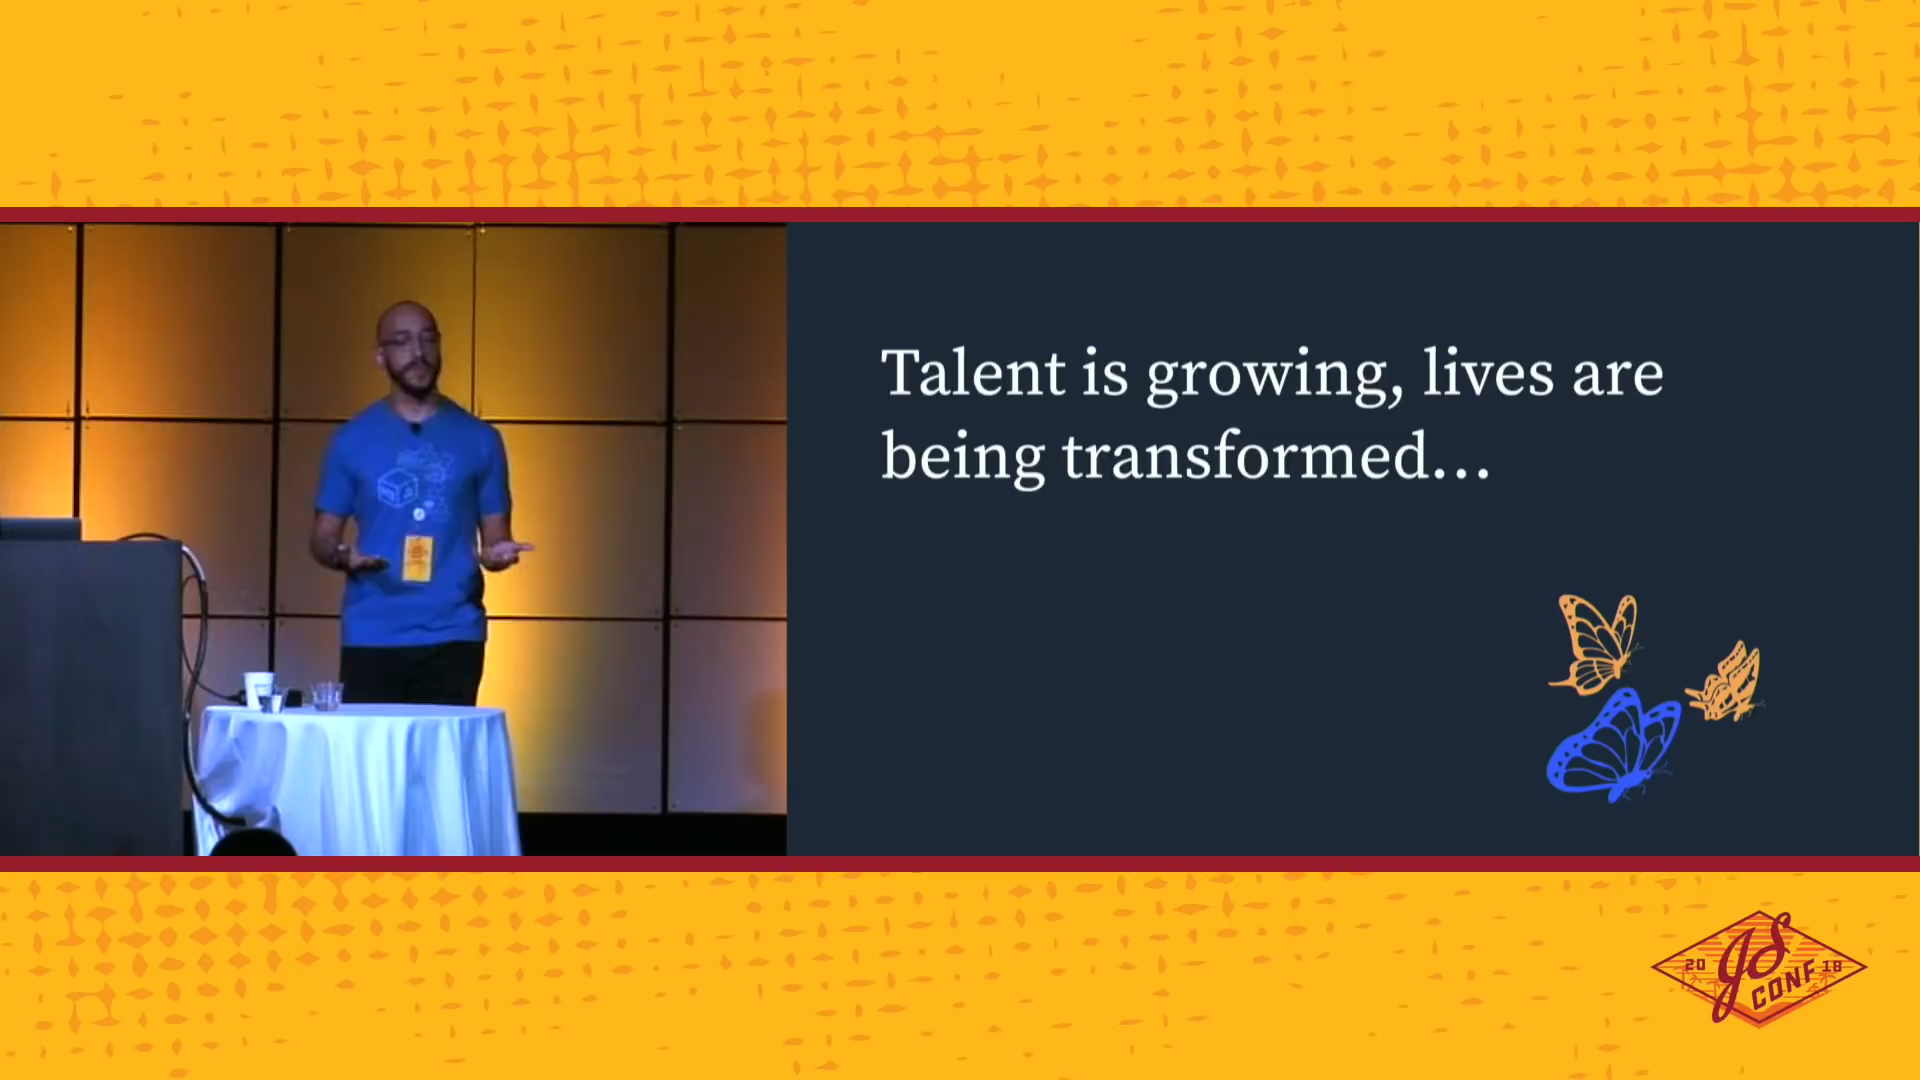 Talent is growing, lives are
being transformed...
20 JS CONF 18